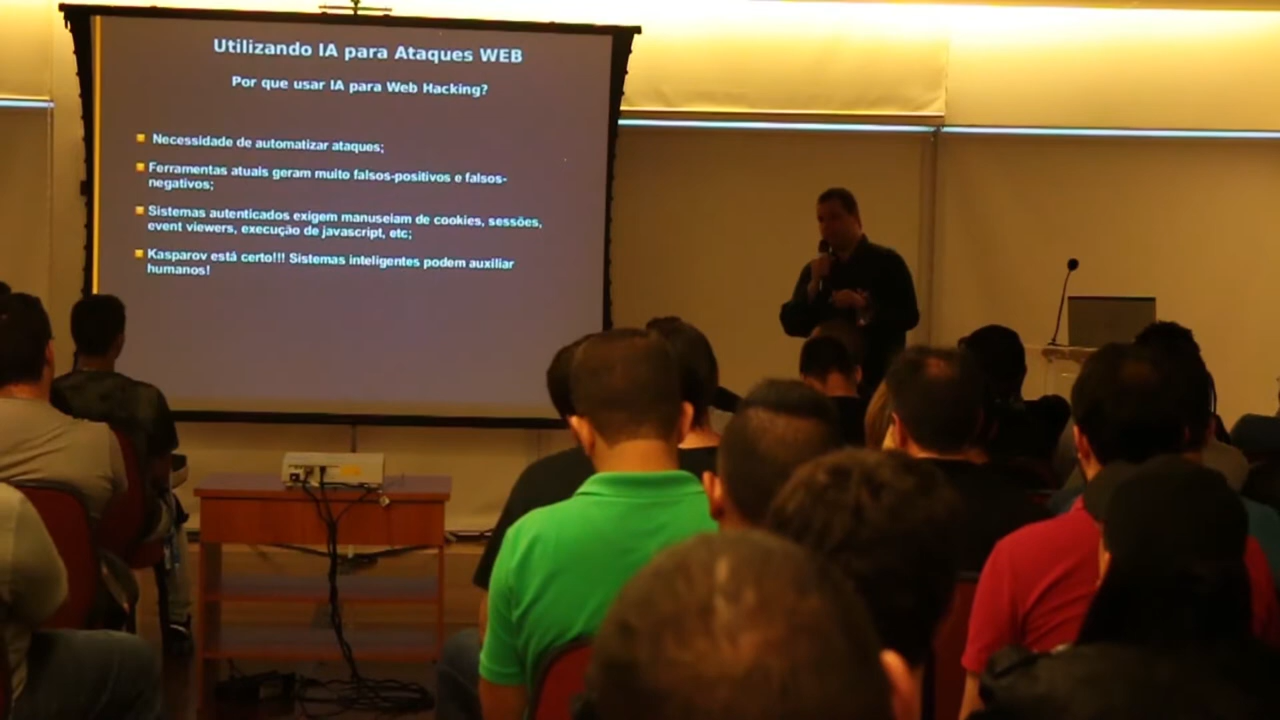 Utilizando IA para Ataques WEB
Por que usar IA para Web Hacking?
Necessidade de automatizar ataques;
Ferramentas atuais geram muito falsos-positivos e falsos-
negativos;
Sistemas autenticados exigem manuseiam de cookies, sessões,
event viewers, execução de javascript, etc;
Kasparov está certo!!! Sistemas inteligentes podem auxiliar
humanos!